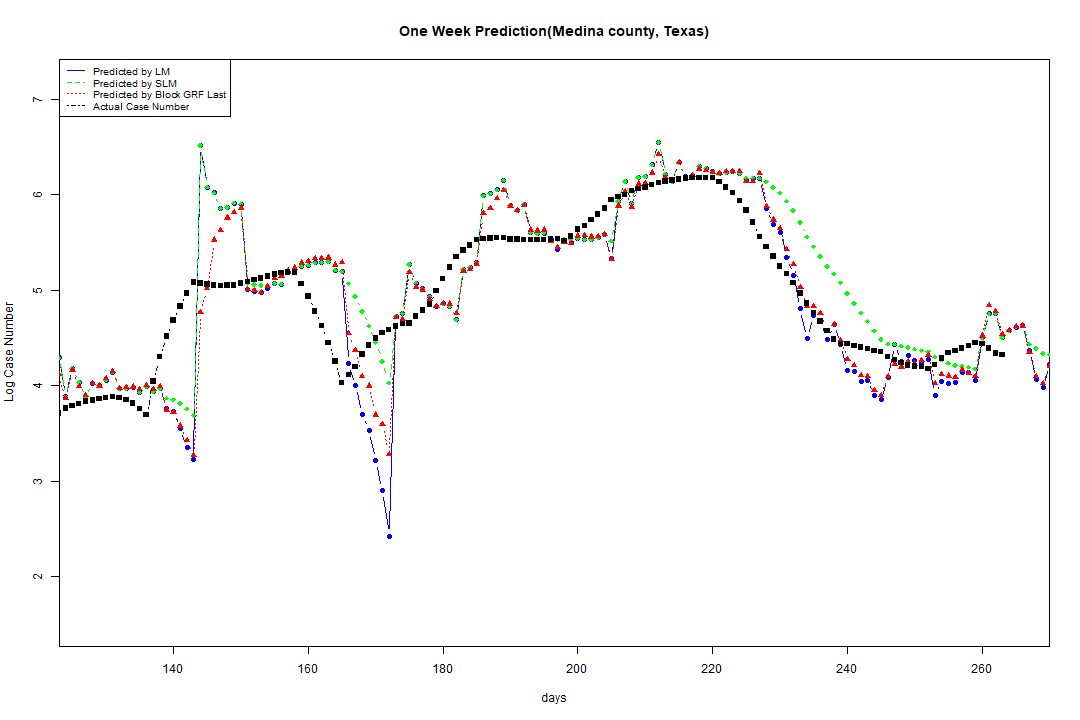 One Week Prediction(Medina county, Texas)
Predicted by LM
Predicted by SLM
Predicted by Block GRF Last
Actual Case Number
7
6
5
4
3
2
Log Case Number
140 160 180 200 220 240 260
days